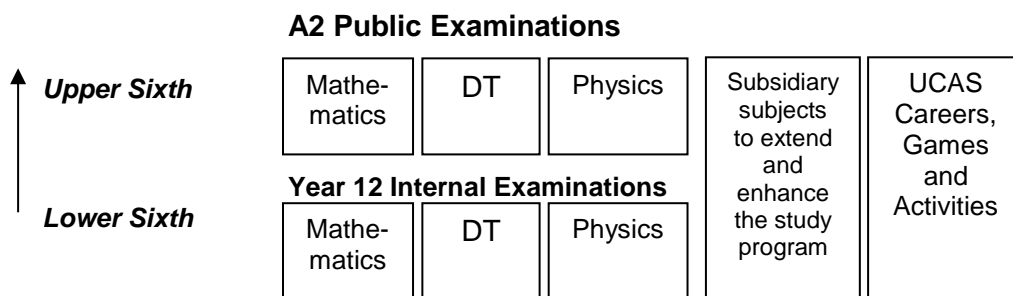 A2 Public Examinations
Upper Sixth
Mathe-
matics
DT
Physics
Subsidiary
subjects
to extend
and
enhance
the study
program
UCAS
Careers,
Games
and
Activities
Year 12 Internal Examinations
Lower Sixth
Mathe-
matics
DT
Physics